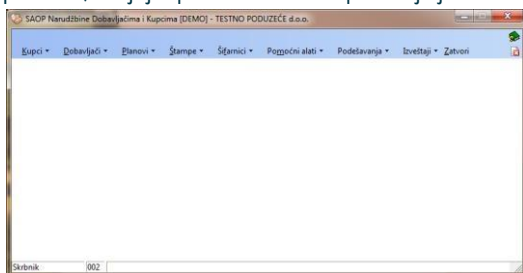 SAOP Narudžbine Dobavljačima i Kupcima [DEMO] - TESTNO PODUZEĆE d.o.o.
Kupci Dobavljači Planovi Štampe Šifarnici Pomoćni alati Podešavanja Izveštaji Zatvori
Skrbnik 002